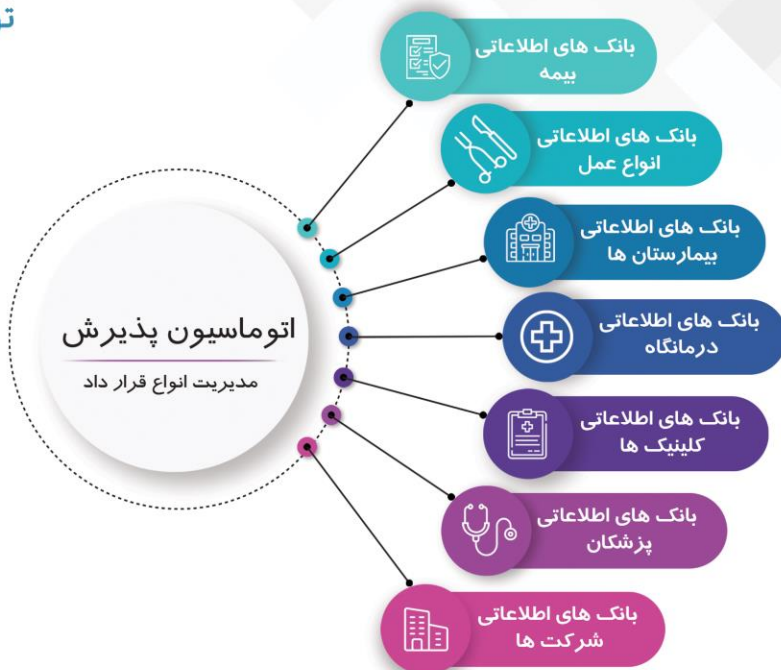 بانک های اطلاعاتی
بیمه
بانک های اطلاعاتی
انواع عمل
بانک های اطلاعاتی
بیمارستان ها
بانک های اطلاعاتی
درمانگاه
بانک های اطلاعاتی
کلینیک ها
بانک های اطلاعاتی
پزشکان
بانک های اطلاعاتی
شرکت ها
اتوماسیون پذیرش
مدیریت انواع قرار داد